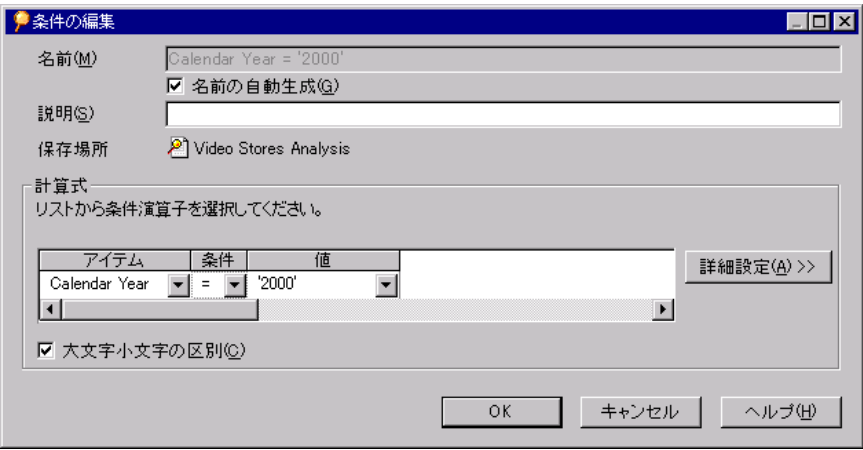 条件の編集
名前(M) Calendar Year = '2000'
名前の自動生成(G)
説明(S)
保存場所 Video Stores Analysis
計算式
リストから条件演算子を選択してください。
アイテム 条件 値
Calendar Year = '2000'
詳細設定(A) >>
大文字小文字の区別(C)
OK キャンセル ヘルプ(H)